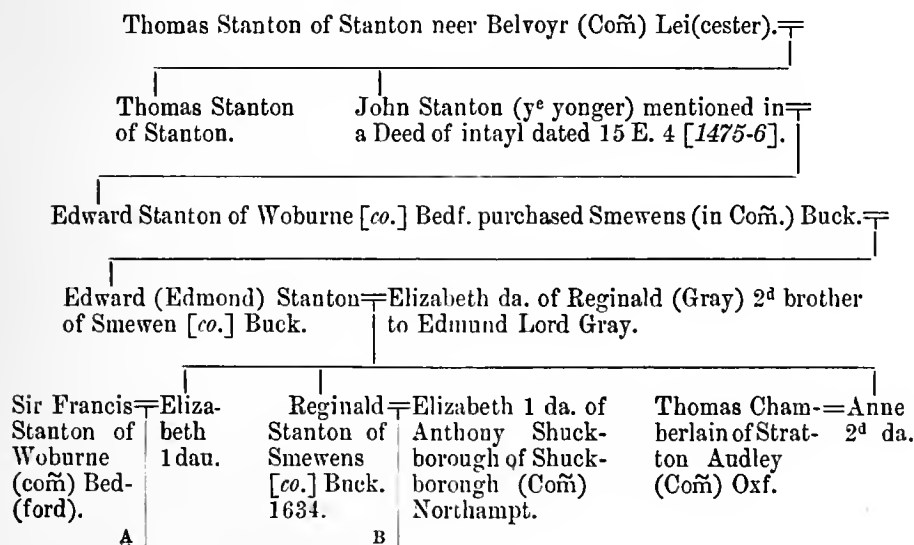 Thomas Stanton of Stanton neer Belvoyr (Com̃) Lei(cester).
Thomas Stanton
of Stanton.
John Stanton (yᵉ yonger) mentioned in
a Deed of intayl dated 15 E. 4 [1475-6].
Edward Stanton of Woburne [co.] Bedf. purchased Smewens (in Com̃.) Buck.
Edward (Edmond) Stanton
of Smewen [co.] Buck.
Elizabeth da. of Reginald (Gray) 2ᵈ brother
to Edmund Lord Gray.
Sir Francis
Stanton of
Woburne
(com̃) Bed-
(ford).
A
Eliza-
beth
1 dau.
Reginald
Stanton of
Smewens
[co.] Buck.
1634.
B
Elizabeth 1 da. of
Anthony Shuck-
borough of Shuck-
borough (Com̃)
Northampt.
Thomas Cham-
berlain of Strat-
ton Audley
(Com̃) Oxf.
Anne
2ᵈ da.